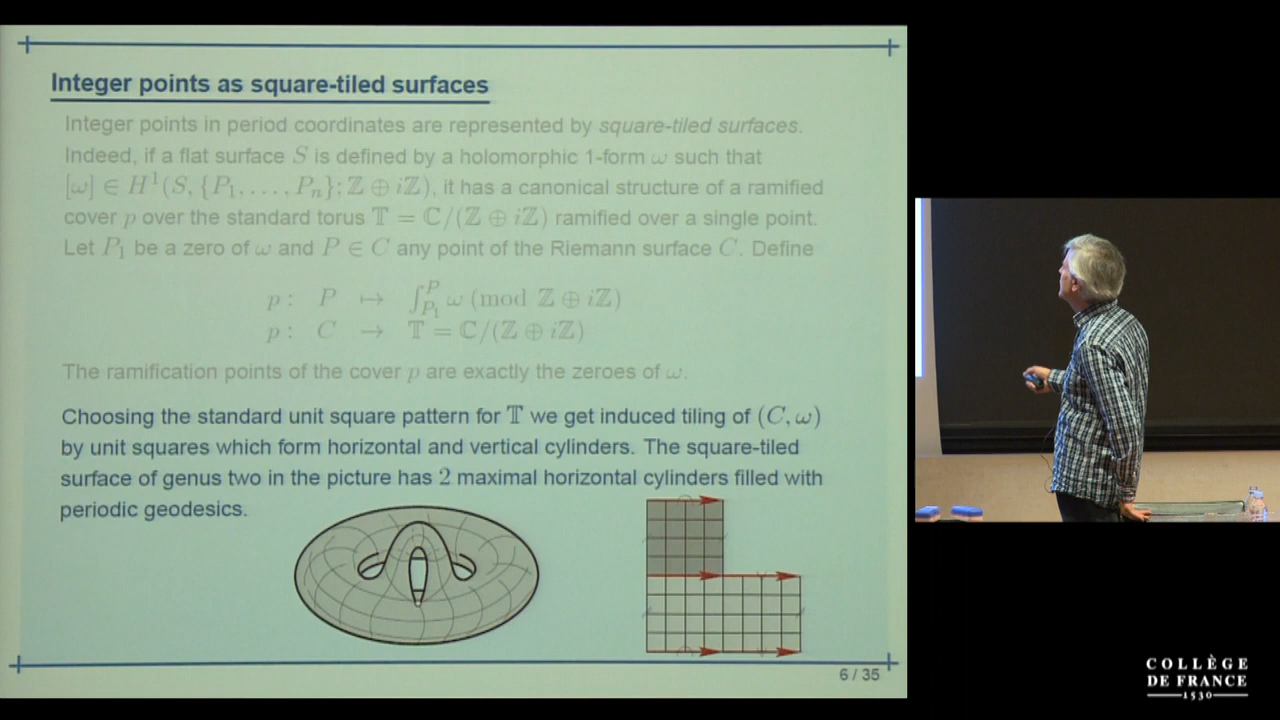 Integer points as square-tiled surfaces
Integer points in period coordinates are represented by square-tiled surfaces.
Indeed, if a flat surface S is defined by a holomorphic 1-form ω such that
[ω] ∈ H¹(S, {P₁, . . . , Pₙ}; ℤ ⊕ iℤ), it has a canonical structure of a ramified
cover p over the standard torus 𝕋 = ℂ/(ℤ ⊕ iℤ) ramified over a single point.
Let P₁ be a zero of ω and P ∈ C any point of the Riemann surface C. Define
p : P ↦ ∫_{P₁}^{P} ω (mod ℤ ⊕ iℤ)
p : C → 𝕋 = ℂ/(ℤ ⊕ iℤ)
The ramification points of the cover p are exactly the zeroes of ω.
Choosing the standard unit square pattern for 𝕋 we get induced tiling of (C, ω)
by unit squares which form horizontal and vertical cylinders. The square-tiled
surface of genus two in the picture has 2 maximal horizontal cylinders filled with
periodic geodesics.
6 / 35
COLLÈGE
DE FRANCE
1530